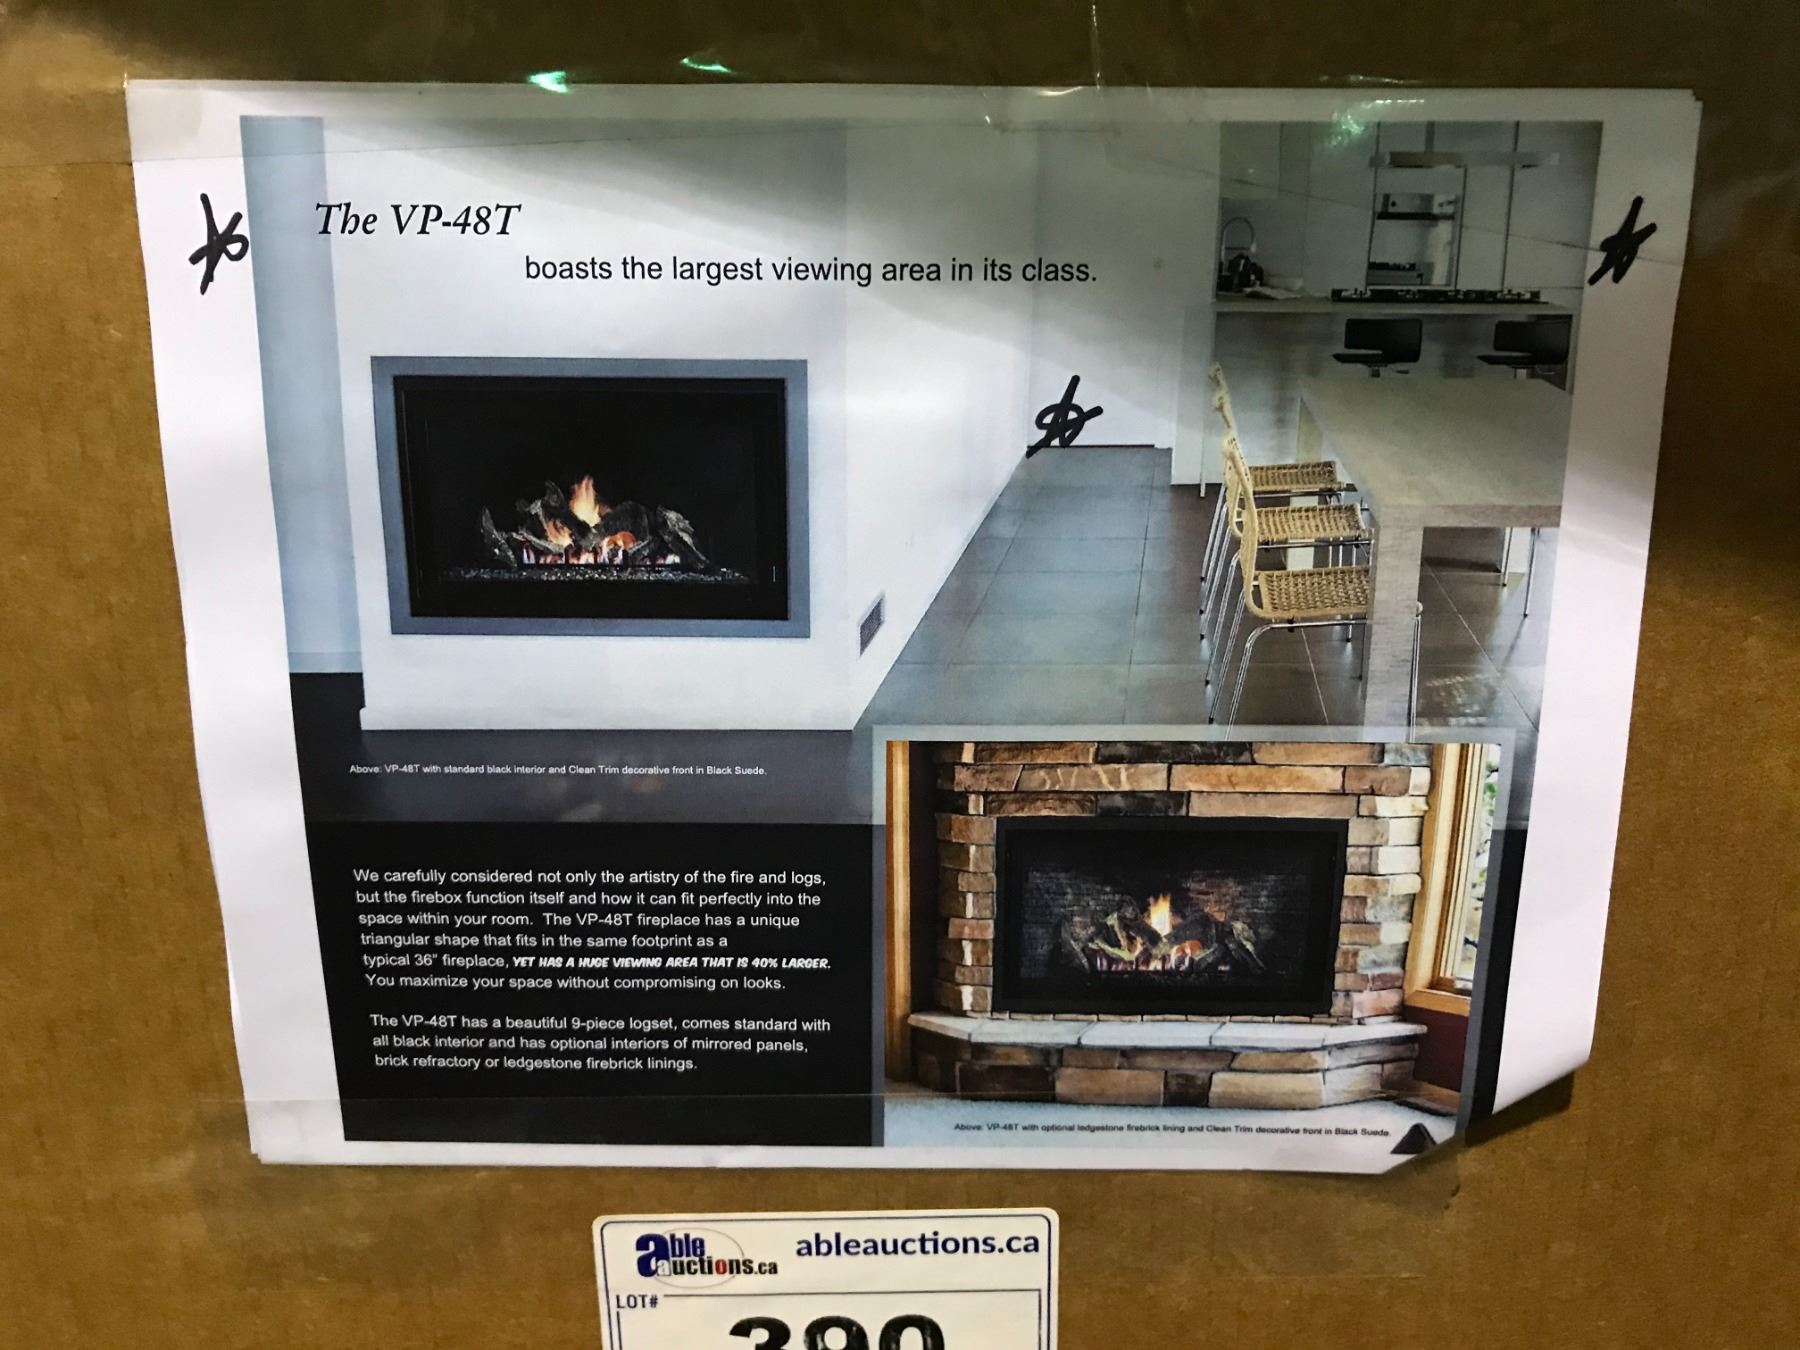 The VP-48T
boasts the largest viewing area in its class.
Above: VP-48T with standard black interior and Clean Trim decorative front in Black Suede.
We carefully considered not only the artistry of the fire and logs,
but the firebox function itself and how it can fit perfectly into the
space within your room. The VP-48T fireplace has a unique
triangular shape that fits in the same footprint as a
typical 36" fireplace, YET HAS A HUGE VIEWING AREA THAT IS 40% LARGER.
You maximize your space without compromising on looks.
The VP-48T has a beautiful 9-piece logset, comes standard with
all black interior and has optional interiors of mirrored panels,
brick refractory or ledgestone firebrick linings.
Above: VP-48T with optional ledgestone firebrick lining and Clean Trim decorative front in Black Suede.
able auctions.ca
ableauctions.ca
LOT#